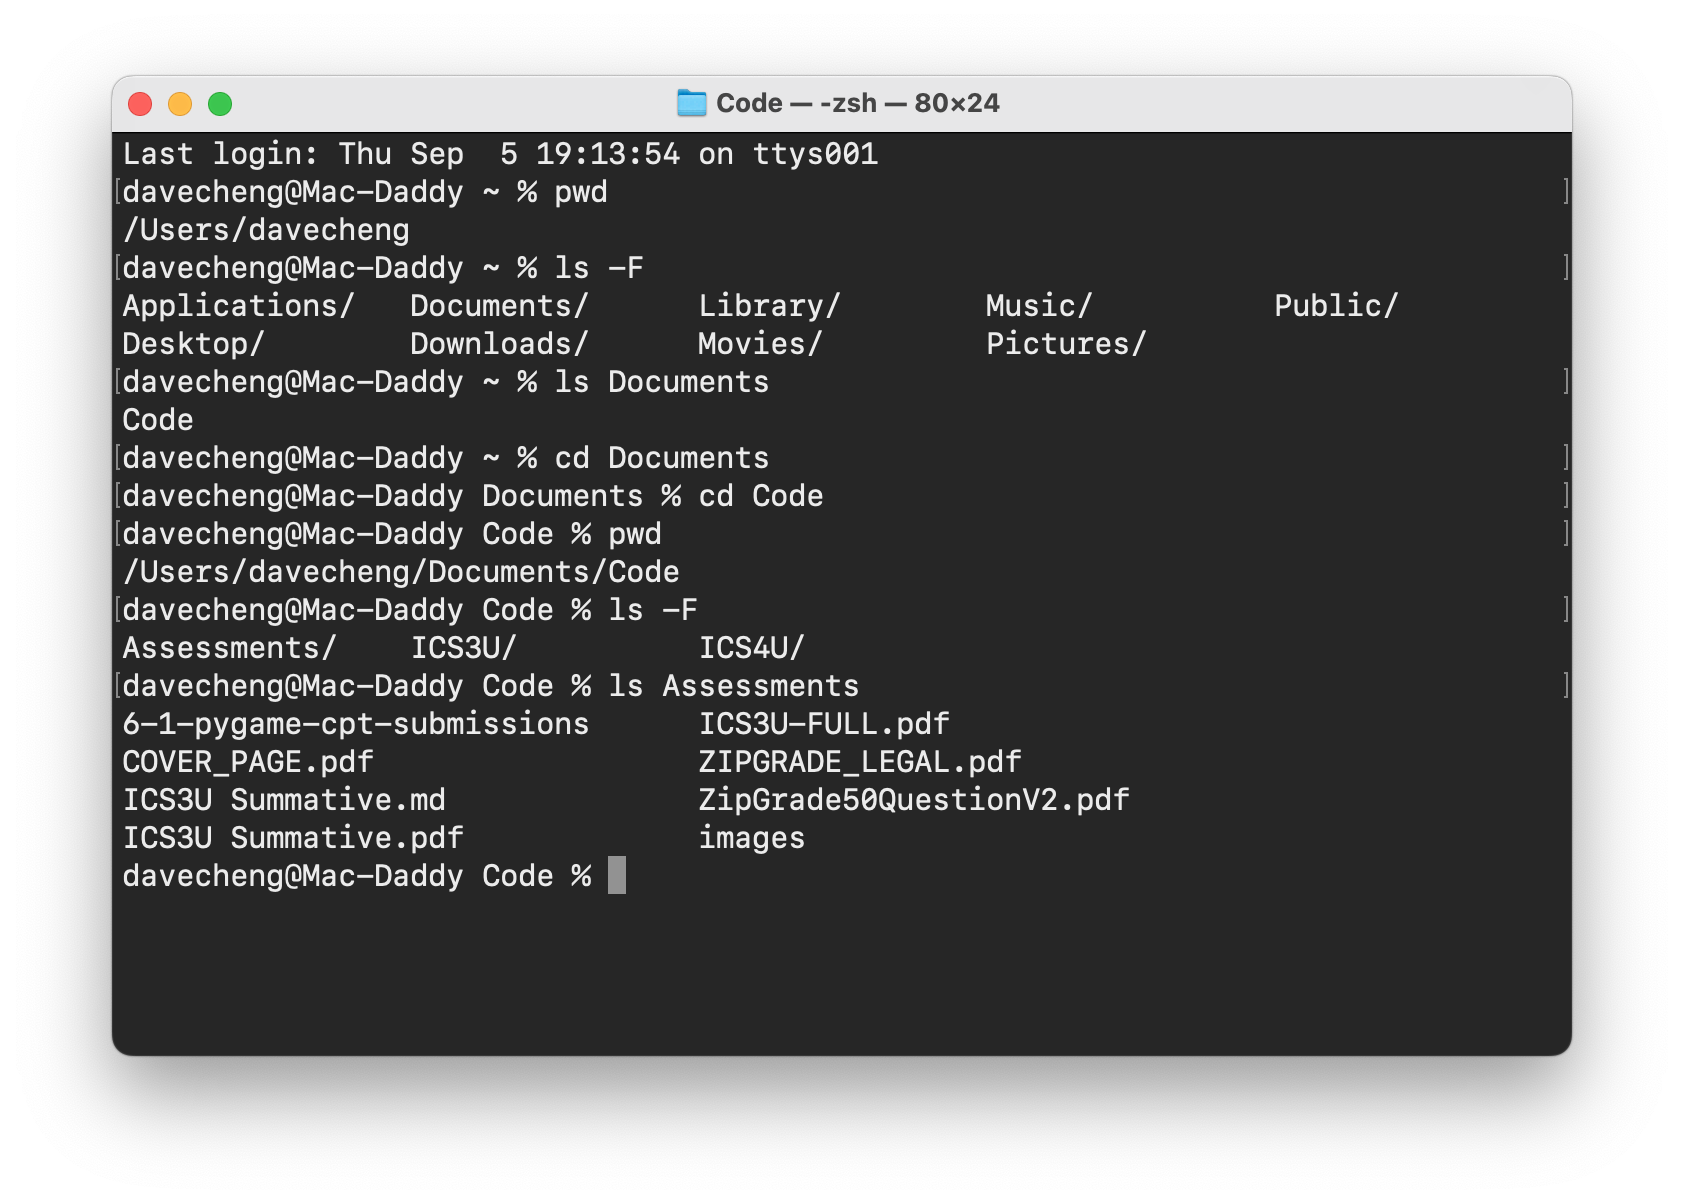 Code — -zsh — 80×24
Last login: Thu Sep  5 19:13:54 on ttys001
[davecheng@Mac-Daddy ~ % pwd ]
/Users/davecheng
[davecheng@Mac-Daddy ~ % ls -F ]
Applications/   Documents/      Library/        Music/          Public/
Desktop/        Downloads/      Movies/         Pictures/
[davecheng@Mac-Daddy ~ % ls Documents ]
Code
[davecheng@Mac-Daddy ~ % cd Documents ]
[davecheng@Mac-Daddy Documents % cd Code ]
[davecheng@Mac-Daddy Code % pwd ]
/Users/davecheng/Documents/Code
[davecheng@Mac-Daddy Code % ls -F ]
Assessments/    ICS3U/          ICS4U/
[davecheng@Mac-Daddy Code % ls Assessments ]
6-1-pygame-cpt-submissions      ICS3U-FULL.pdf
COVER_PAGE.pdf                  ZIPGRADE_LEGAL.pdf
ICS3U Summative.md              ZipGrade50QuestionV2.pdf
ICS3U Summative.pdf             images
davecheng@Mac-Daddy Code %